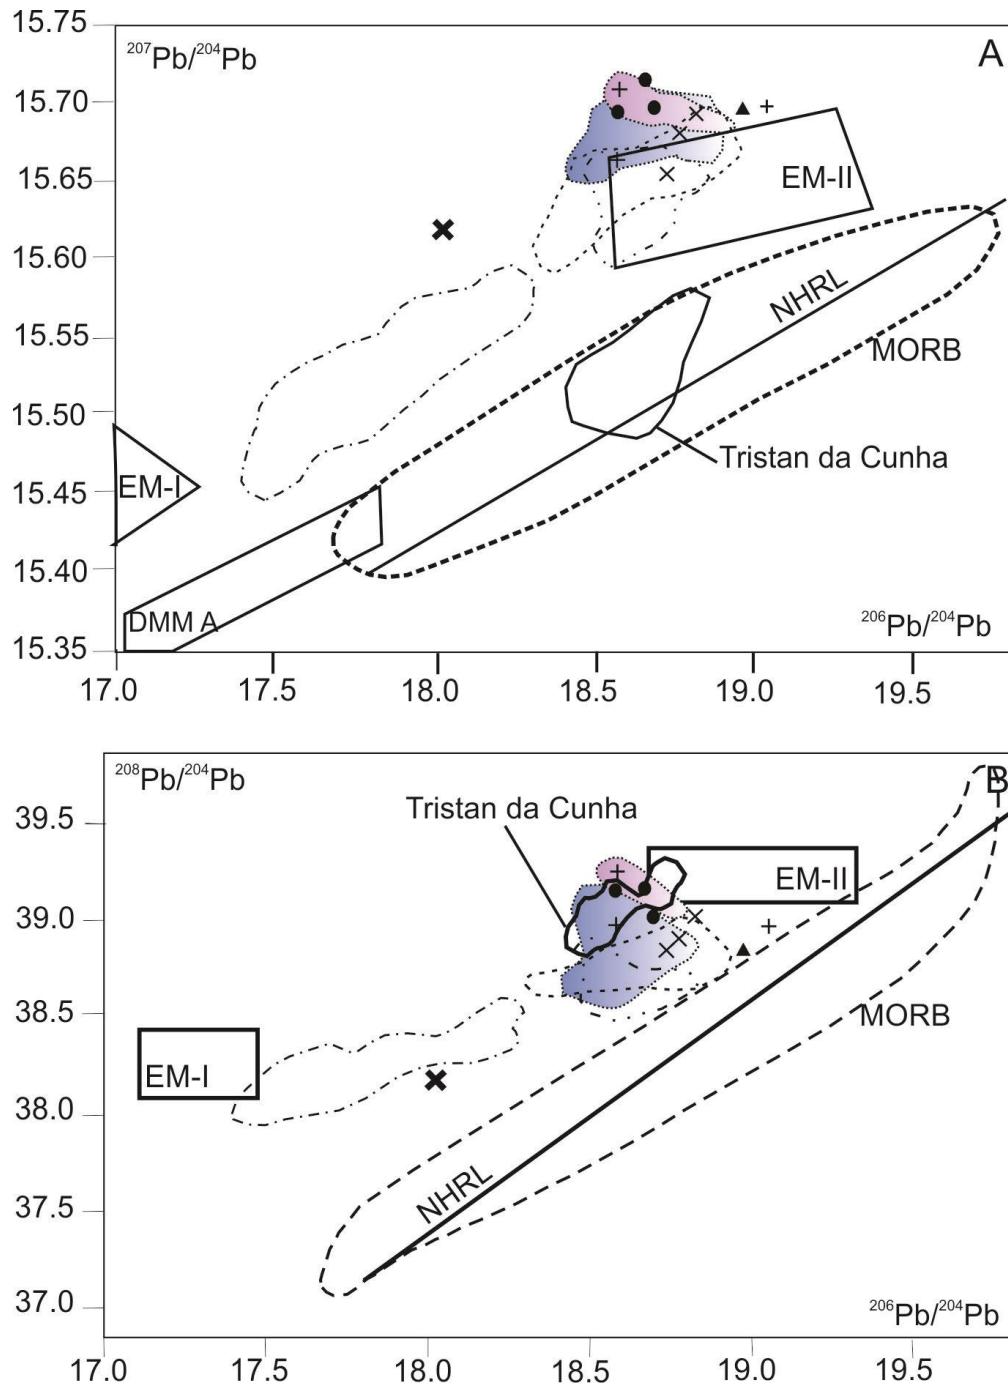 15.75
²⁰⁷Pb/²⁰⁴Pb
A
15.70
15.65
EM-II
15.60
NHRL
15.55
MORB
15.50
Tristan da Cunha
EM-I
15.45
15.40
DMM A
²⁰⁶Pb/²⁰⁴Pb
15.35
17.0 17.5 18.0 18.5 19.0 19.5
²⁰⁸Pb/²⁰⁴Pb
B
Tristan da Cunha
39.5
EM-II
39.0
38.5
MORB
EM-I
38.0
NHRL
37.5
37.0
²⁰⁶Pb/²⁰⁴Pb
17.0 17.5 18.0 18.5 19.0 19.5